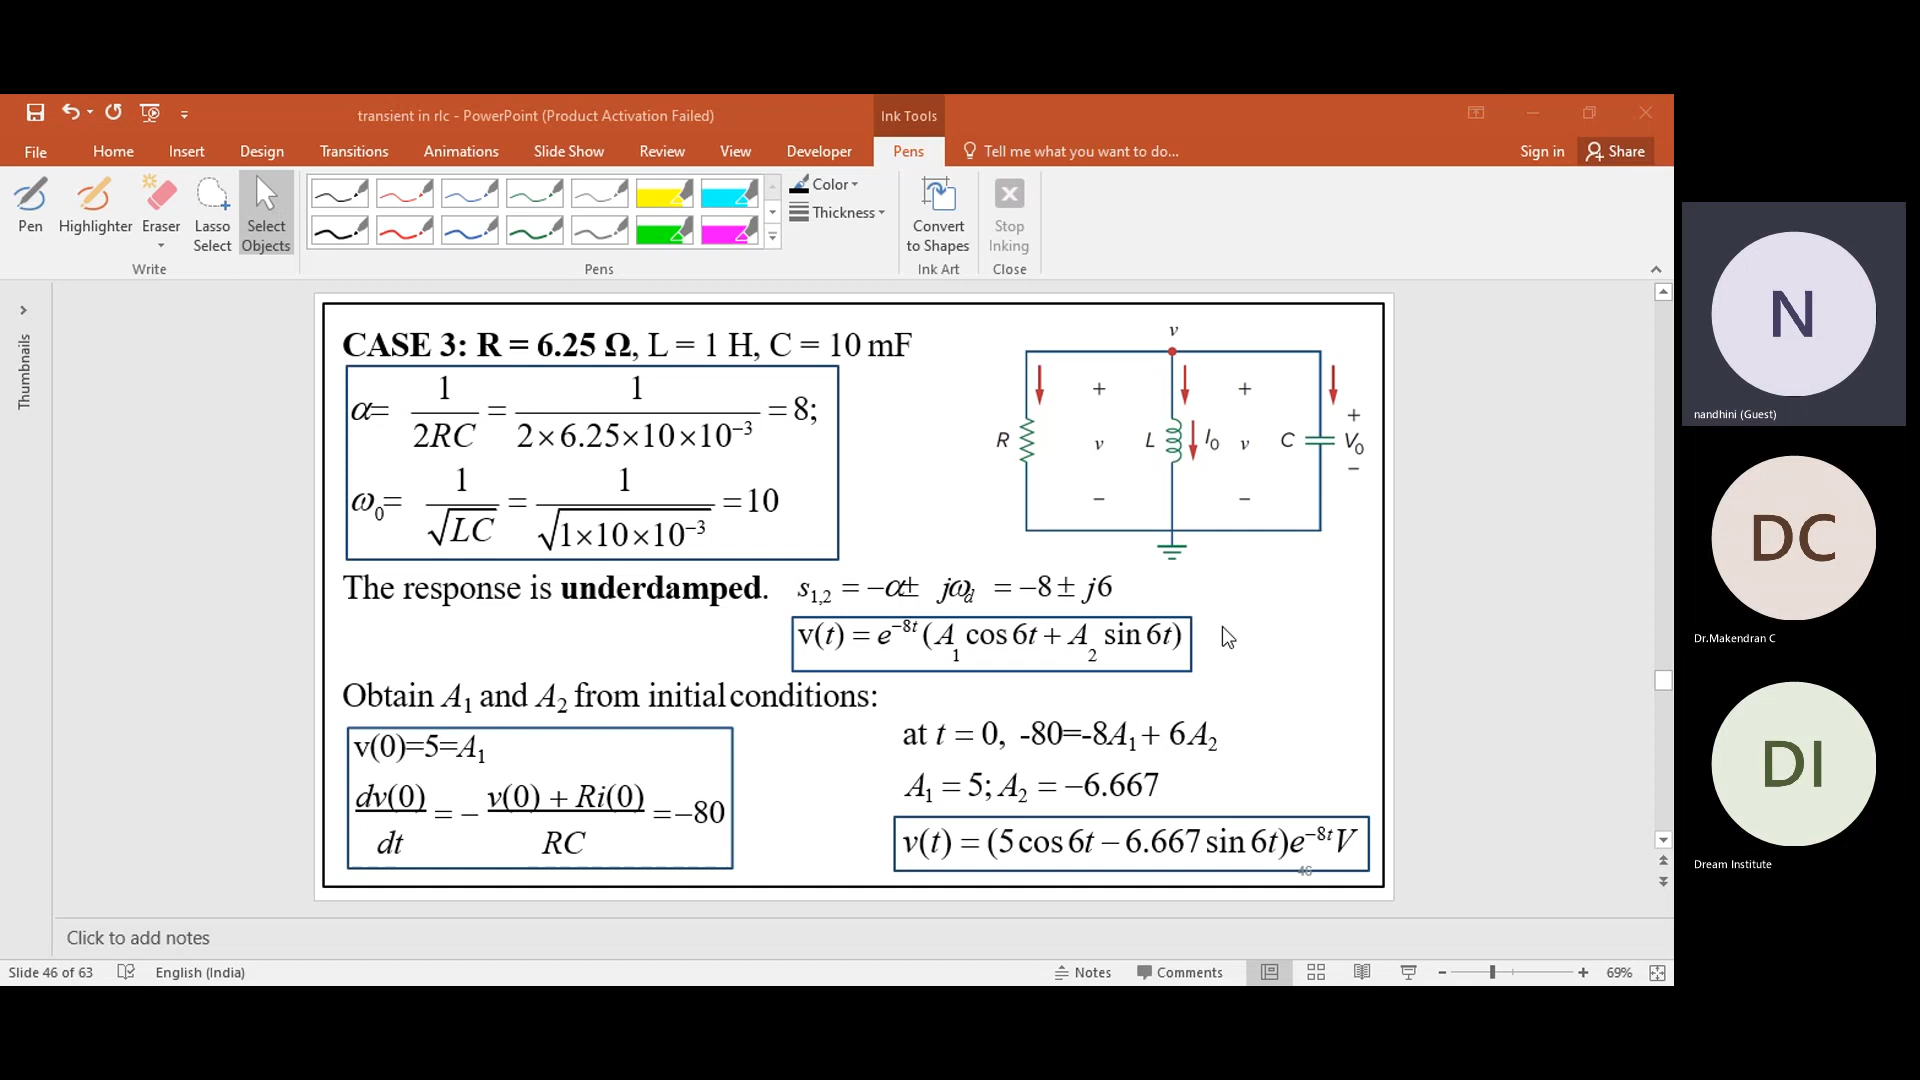 transient in rlc - PowerPoint (Product Activation Failed)
Ink Tools
File Home Insert Design Transitions Animations Slide Show Review View Developer Pens Tell me what you want to do... Sign in Share
Pen Highlighter Eraser Lasso Select Select Objects
Color
Thickness
Convert to Shapes
Stop Inking
Write Pens Ink Art Close
Thumbnails
CASE 3: R = 6.25 Ω, L = 1 H, C = 10 mF
α= 1/2RC = 1/2×6.25×10×10⁻³ = 8;
ω₀= 1/√LC = 1/√1×10×10⁻³ = 10
v
R + v − L I₀ + v − C + V₀ −
The response is underdamped. s₁,₂ = −α± jω_d = −8 ± j6
v(t) = e⁻⁸ᵗ (A₁ cos 6t + A₂ sin 6t)
Obtain A₁ and A₂ from initial conditions:
v(0)=5=A₁
dv(0)/dt = − v(0) + Ri(0)/RC = −80
at t = 0, -80=-8A₁+ 6A₂
A₁ = 5; A₂ = −6.667
v(t) = (5 cos 6t − 6.667 sin 6t)e⁻⁸ᵗV
46
Click to add notes
Slide 46 of 63 English (India) Notes Comments 69%
N
nandhini (Guest)
DC
Dr.Makendran C
DI
Dream Institute